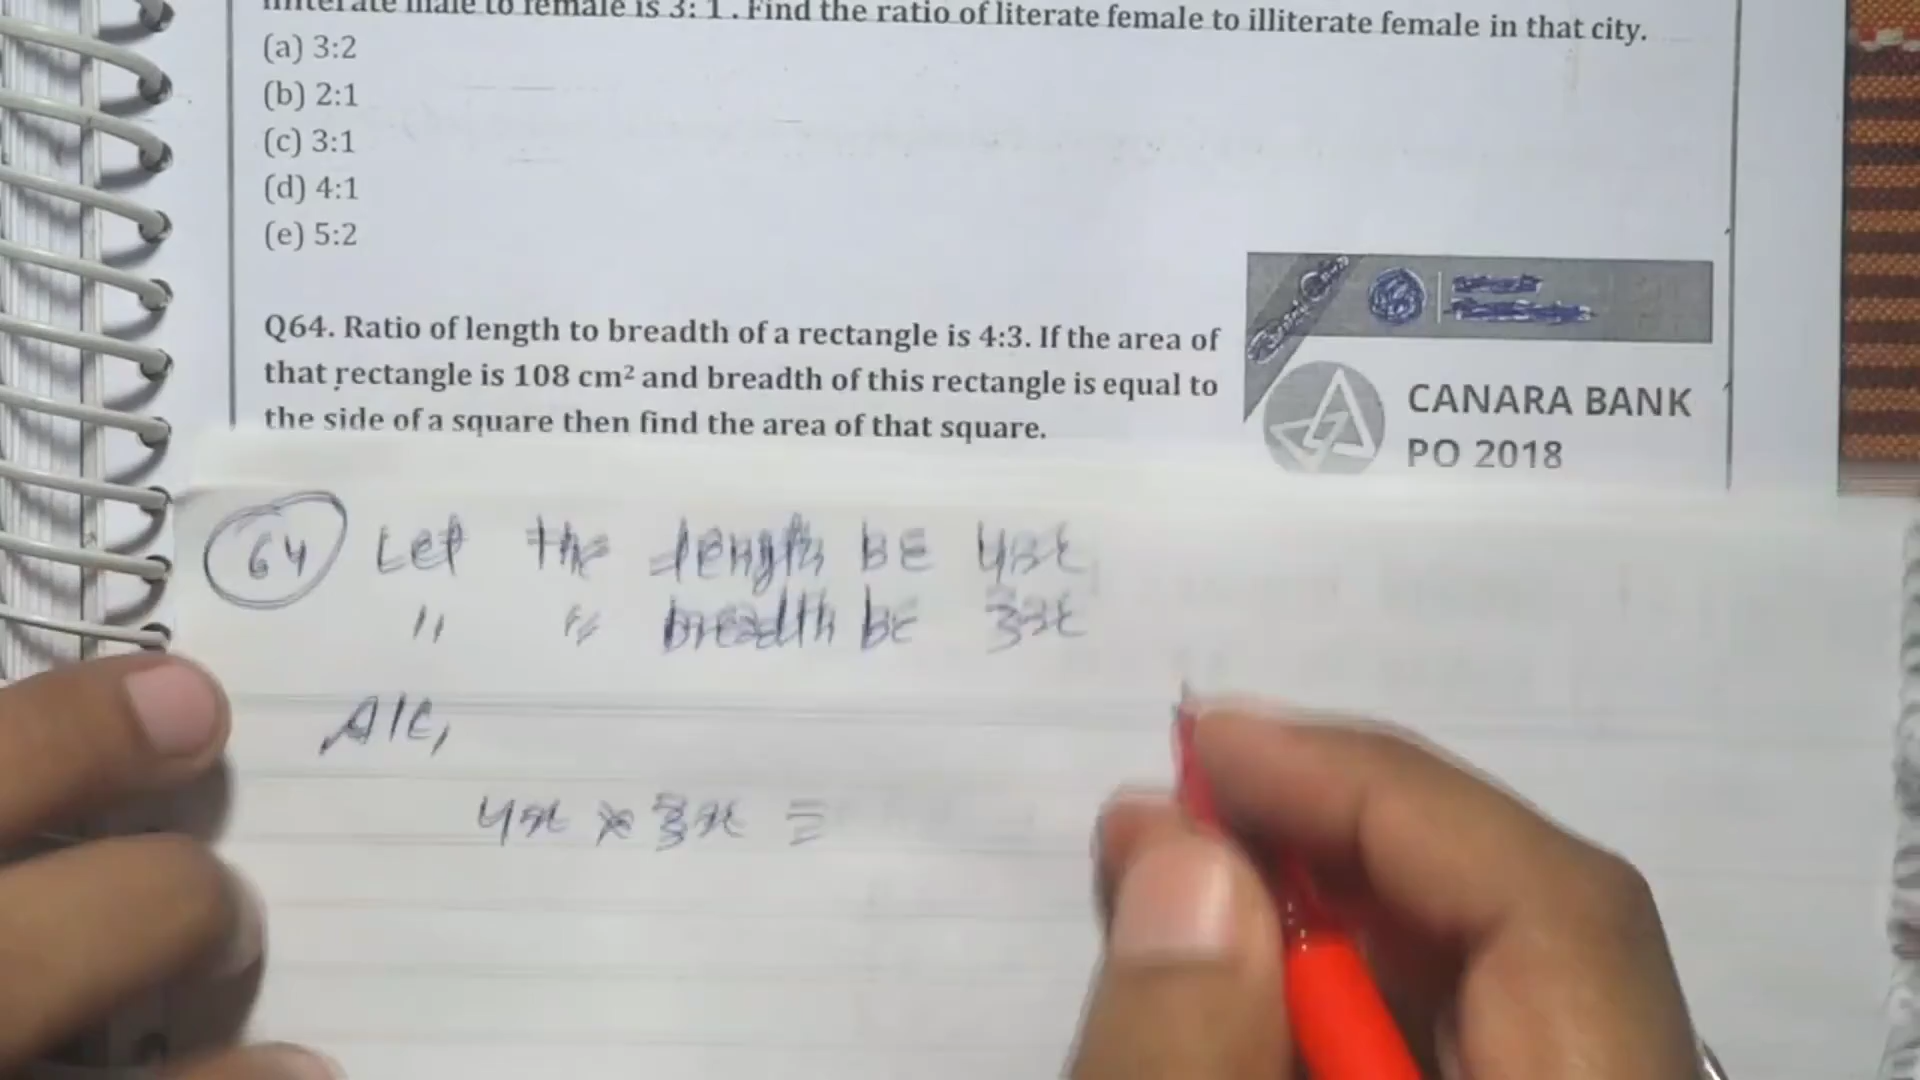 illiterate male to female is 3: 1. Find the ratio of literate female to illiterate female in that city.
(a) 3:2
(b) 2:1
(c) 3:1
(d) 4:1
(e) 5:2
Q64. Ratio of length to breadth of a rectangle is 4:3. If the area of
that rectangle is 108 cm² and breadth of this rectangle is equal to
the side of a square then find the area of that square.
CANARA BANK
PO 2018
64 Let the length be 4x
" " breadth be 3x
A/C,
4x × 3x =